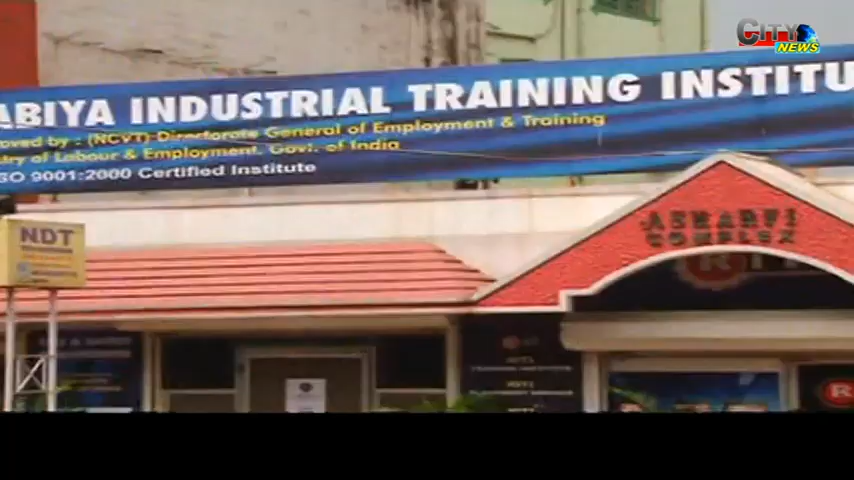 CITY
NEWS
ABIYA INDUSTRIAL TRAINING INSTITU
oved by : (NCVT) Directorate General of Employment & Training
stry of Labour & Employment, Govt. of India
SO 9001:2000 Certified Institute
NDT
ASHARFI
COMPLEX
R
R